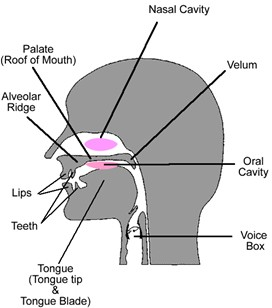 Nasal Cavity
Palate
(Roof of Mouth)
Velum
Alveolar
Ridge
Oral
Cavity
Lips
Teeth
Voice
Box
Tongue
(Tongue tip
&
Tongue Blade)